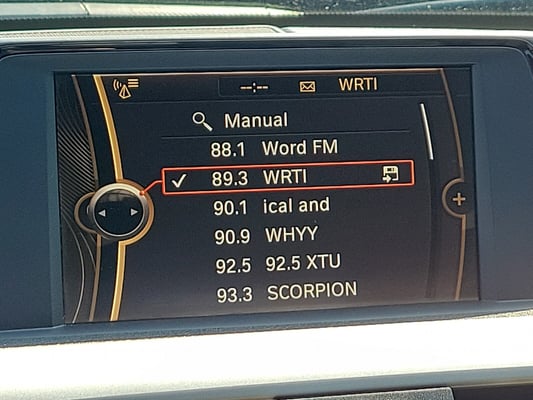 --:-- WRTI
Manual
88.1 Word FM
89.3 WRTI
90.1 ical and
90.9 WHYY
92.5 92.5 XTU
93.3 SCORPION